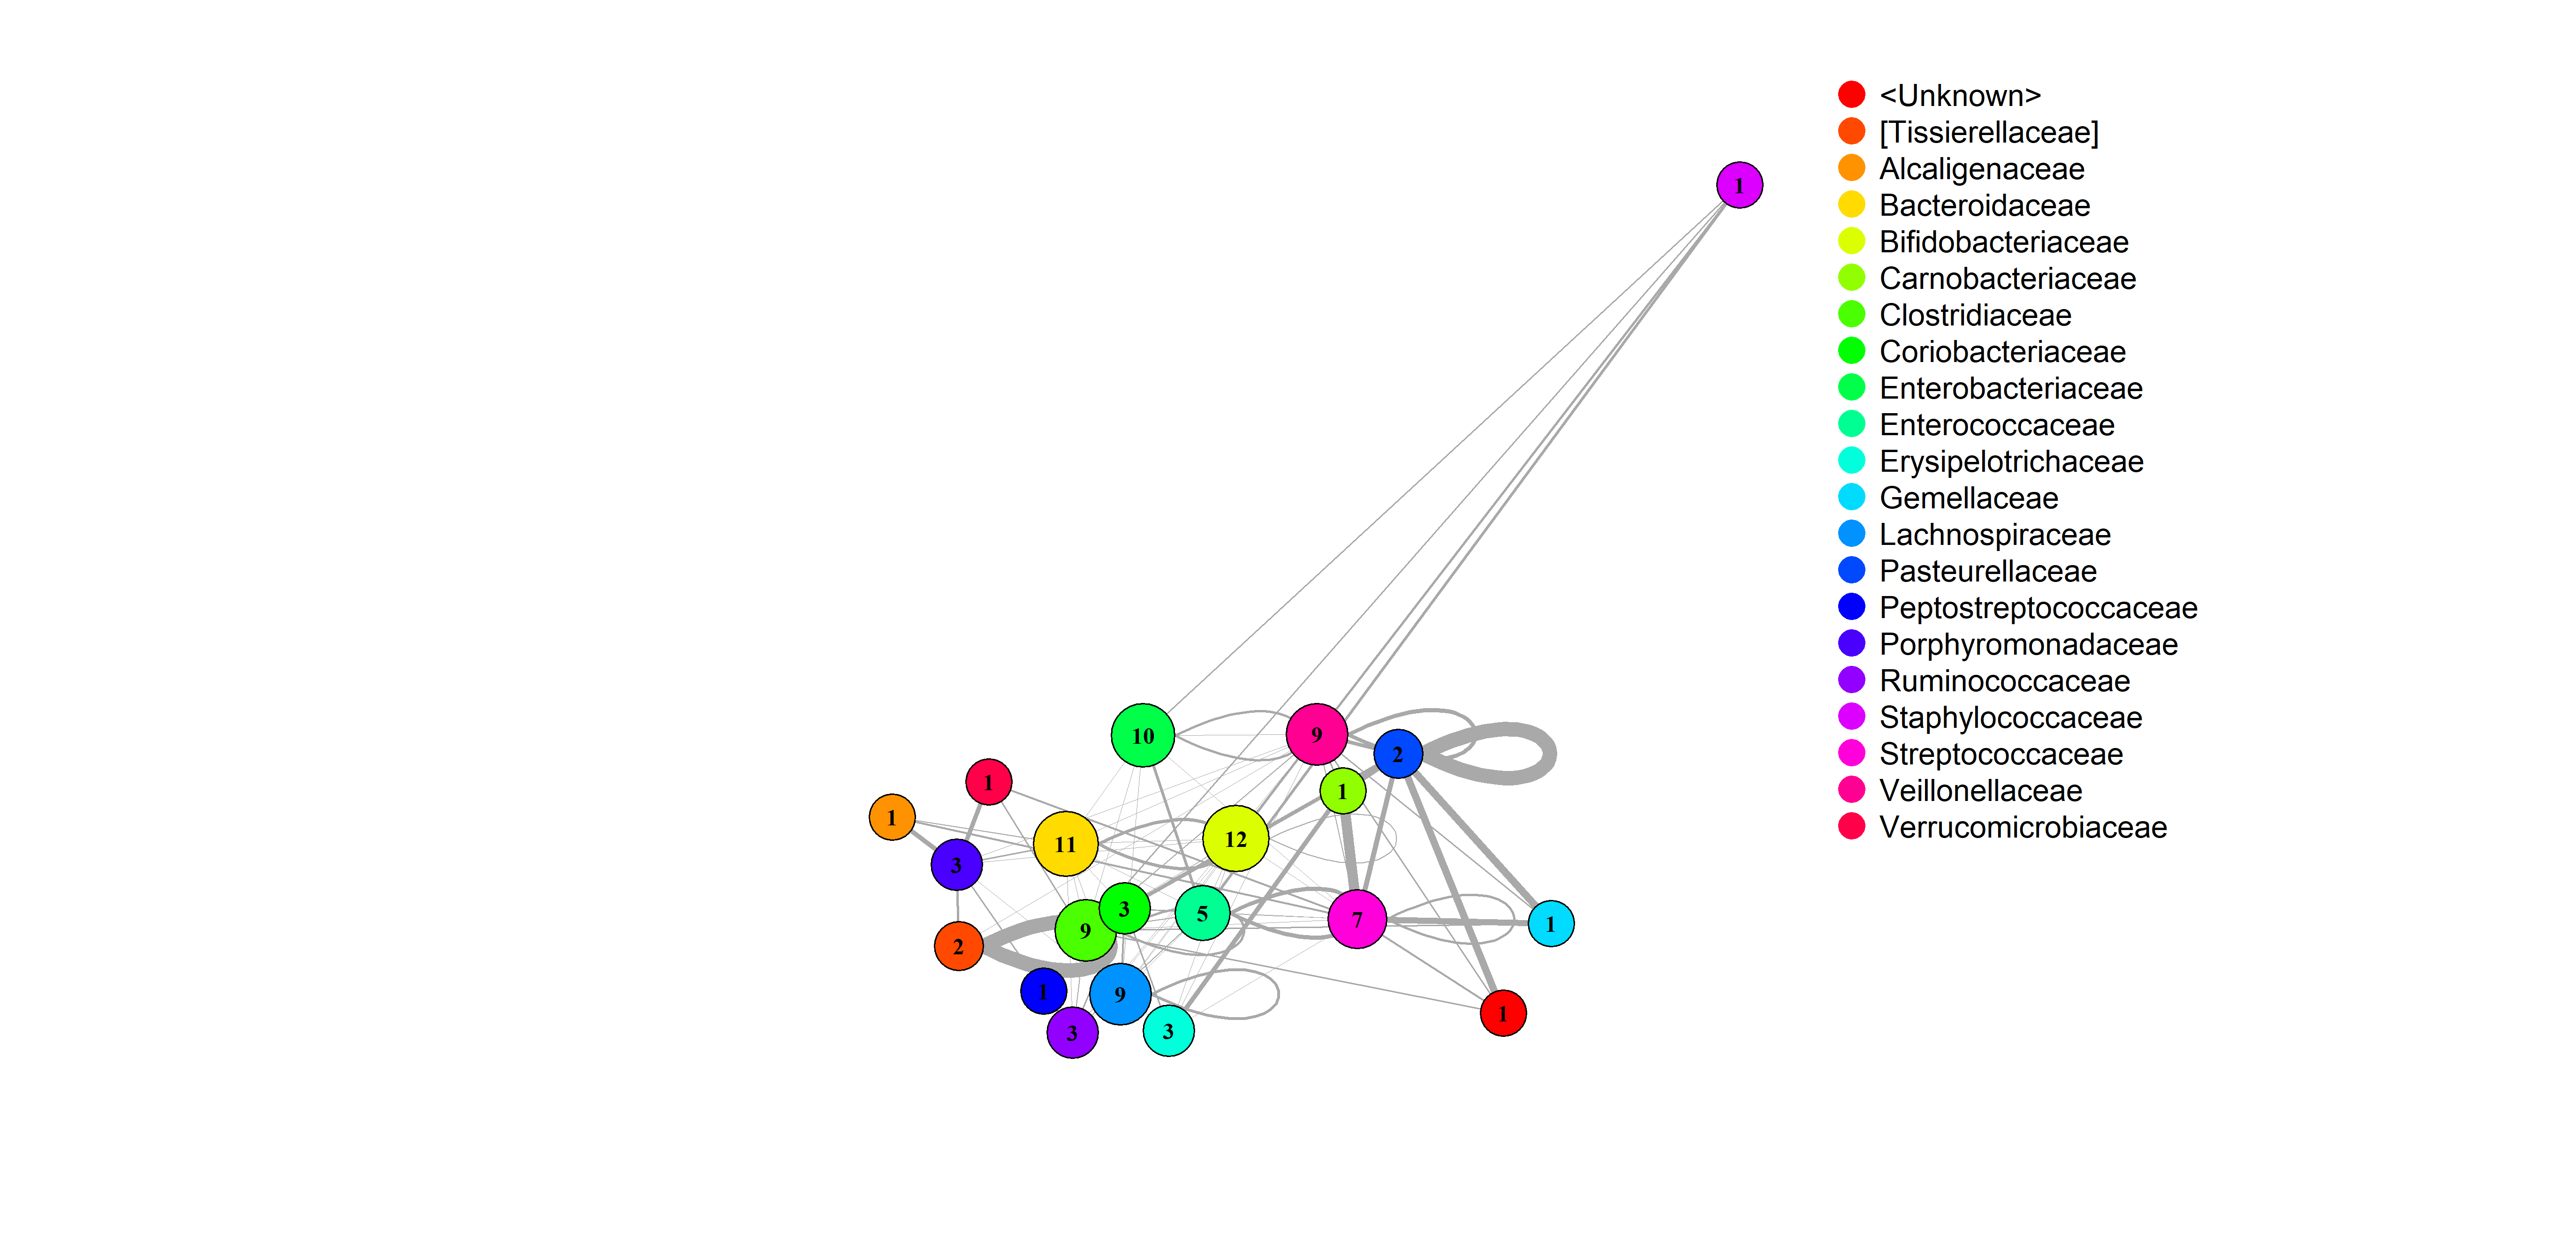 <Unknown>
[Tissierellaceae]
Alcaligenaceae
Bacteroidaceae
Bifidobacteriaceae
Carnobacteriaceae
Clostridiaceae
Coriobacteriaceae
Enterobacteriaceae
Enterococcaceae
Erysipelotrichaceae
Gemellaceae
Lachnospiraceae
Pasteurellaceae
Peptostreptococcaceae
Porphyromonadaceae
Ruminococcaceae
Staphylococcaceae
Streptococcaceae
Veillonellaceae
Verrucomicrobiaceae
1
10
9
2
1
1
1
11
12
3
3
5
7
1
9
2
1
9
3
3
1